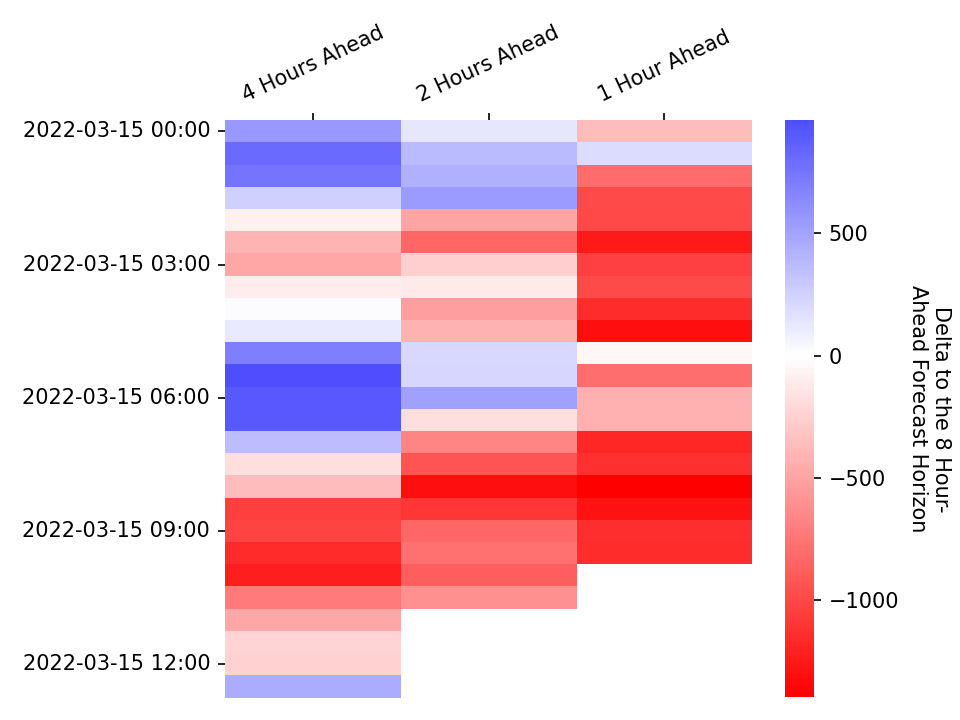 4 Hours Ahead
2 Hours Ahead
1 Hour Ahead
2022-03-15 00:00
2022-03-15 03:00
2022-03-15 06:00
2022-03-15 09:00
2022-03-15 12:00
500
0
−500
−1000
Delta to the 8 Hour-
Ahead Forecast Horizon